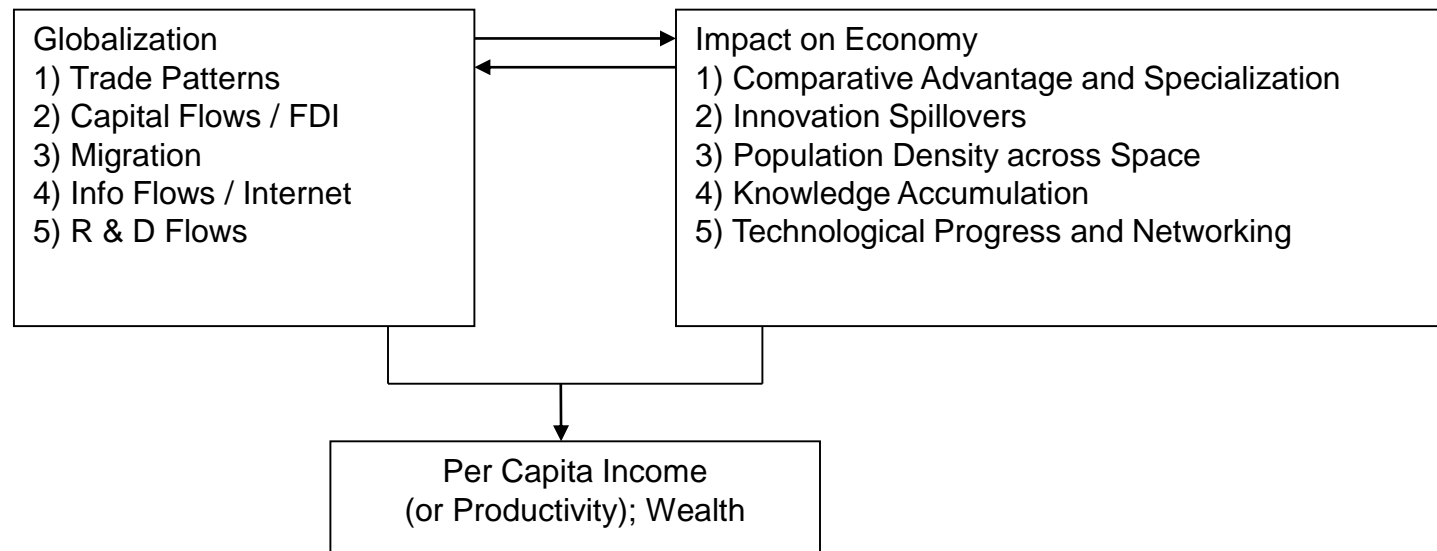 Globalization
1) Trade Patterns
2) Capital Flows / FDI
3) Migration
4) Info Flows / Internet
5) R & D Flows
Impact on Economy
1) Comparative Advantage and Specialization
2) Innovation Spillovers
3) Population Density across Space
4) Knowledge Accumulation
5) Technological Progress and Networking
Per Capita Income
(or Productivity); Wealth